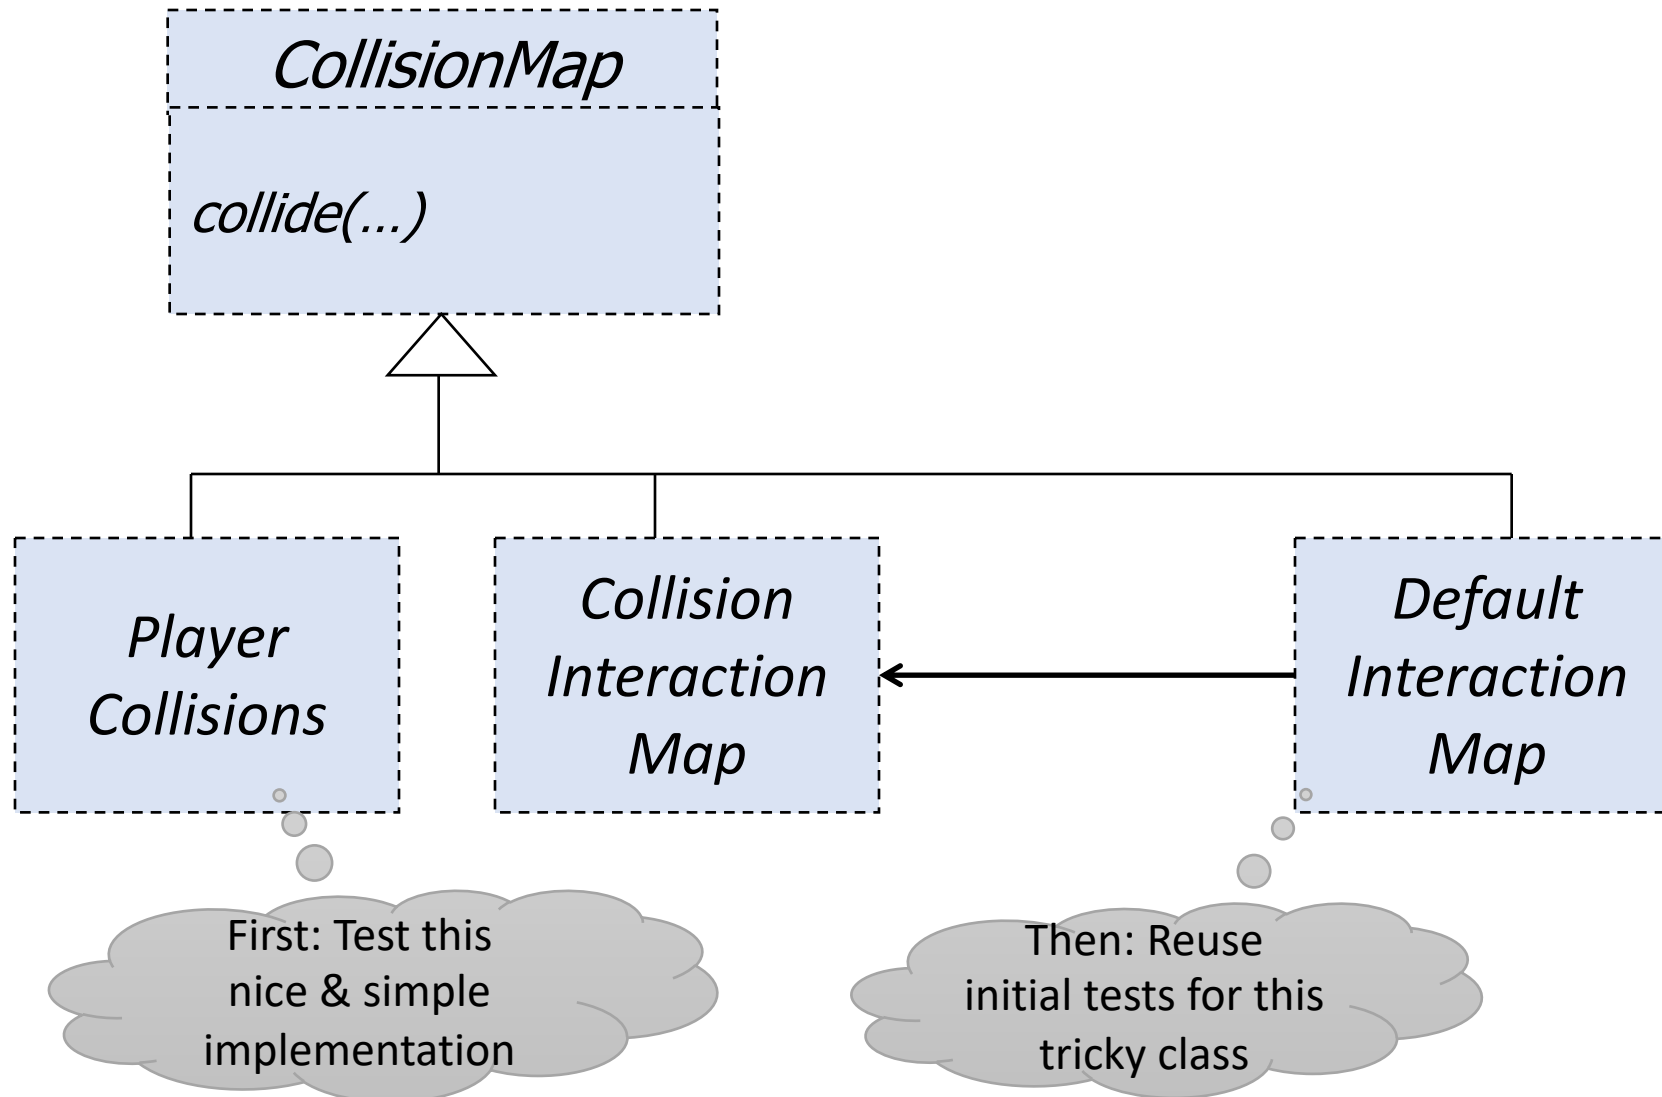 CollisionMap
collide(...)
Player
Collisions
Collision
Interaction
Map
Default
Interaction
Map
First: Test this
nice & simple
implementation
Then: Reuse
initial tests for this
tricky class